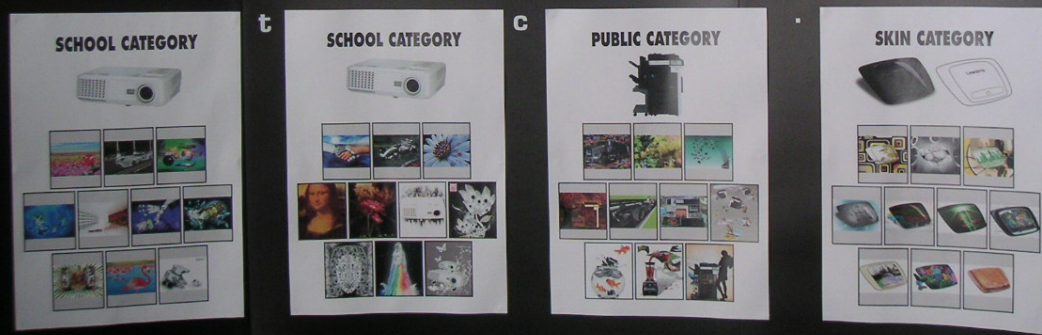 SCHOOL CATEGORY
t
SCHOOL CATEGORY
c
PUBLIC CATEGORY
.
SKIN CATEGORY